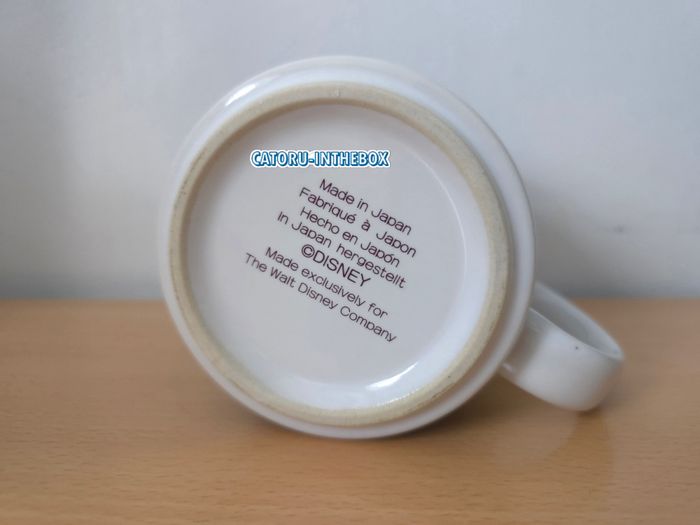 CATORU-INTHEBOX
Made in Japan
Fabriqué à Japon
Hecho en Japón
In Japan hergestellt
©DISNEY
Made exclusively for
The Walt Disney Company